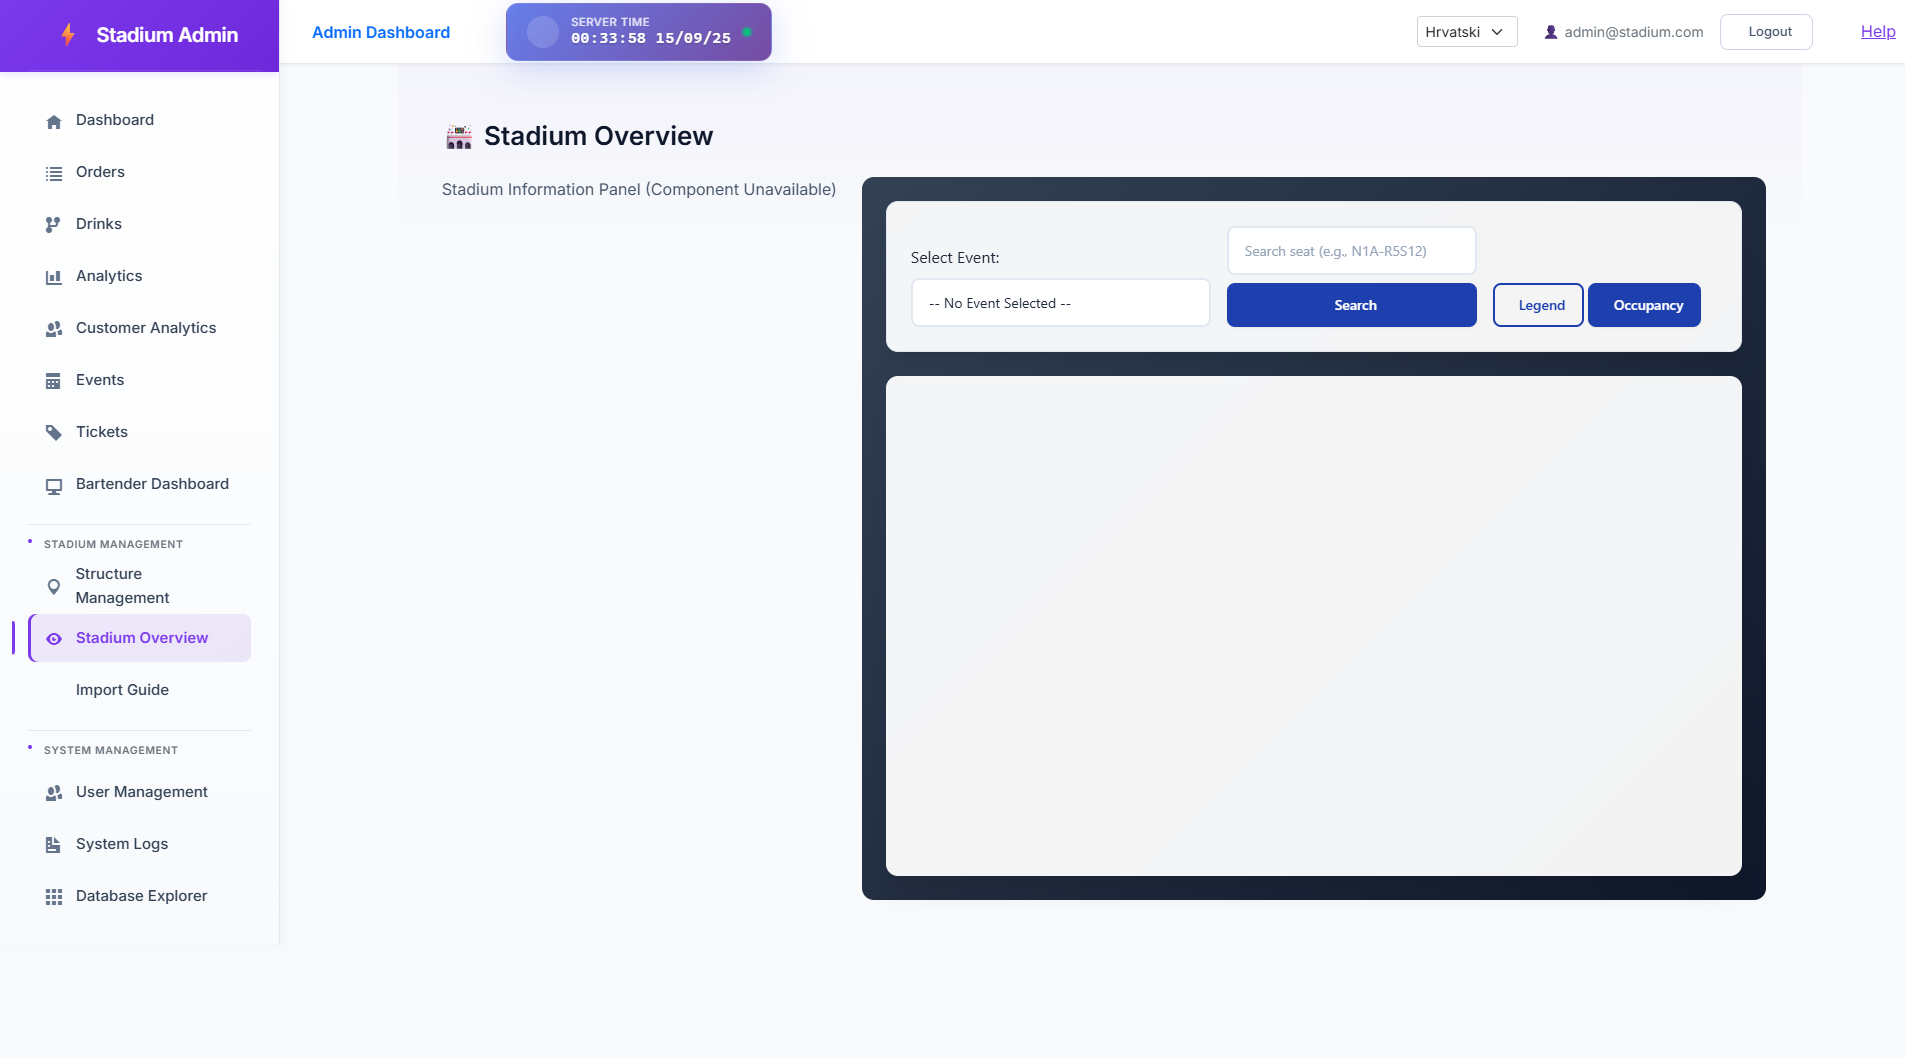 Stadium Admin
Admin Dashboard
SERVER TIME
00:33:58 15/09/25
Hrvatski
admin@stadium.com
Logout
Help
Dashboard
Orders
Drinks
Analytics
Customer Analytics
Events
Tickets
Bartender Dashboard
STADIUM MANAGEMENT
Structure
Management
Stadium Overview
Import Guide
SYSTEM MANAGEMENT
User Management
System Logs
Database Explorer
Stadium Overview
Stadium Information Panel (Component Unavailable)
Select Event:
-- No Event Selected --
Search seat (e.g., N1A-R5S12)
Search
Legend
Occupancy